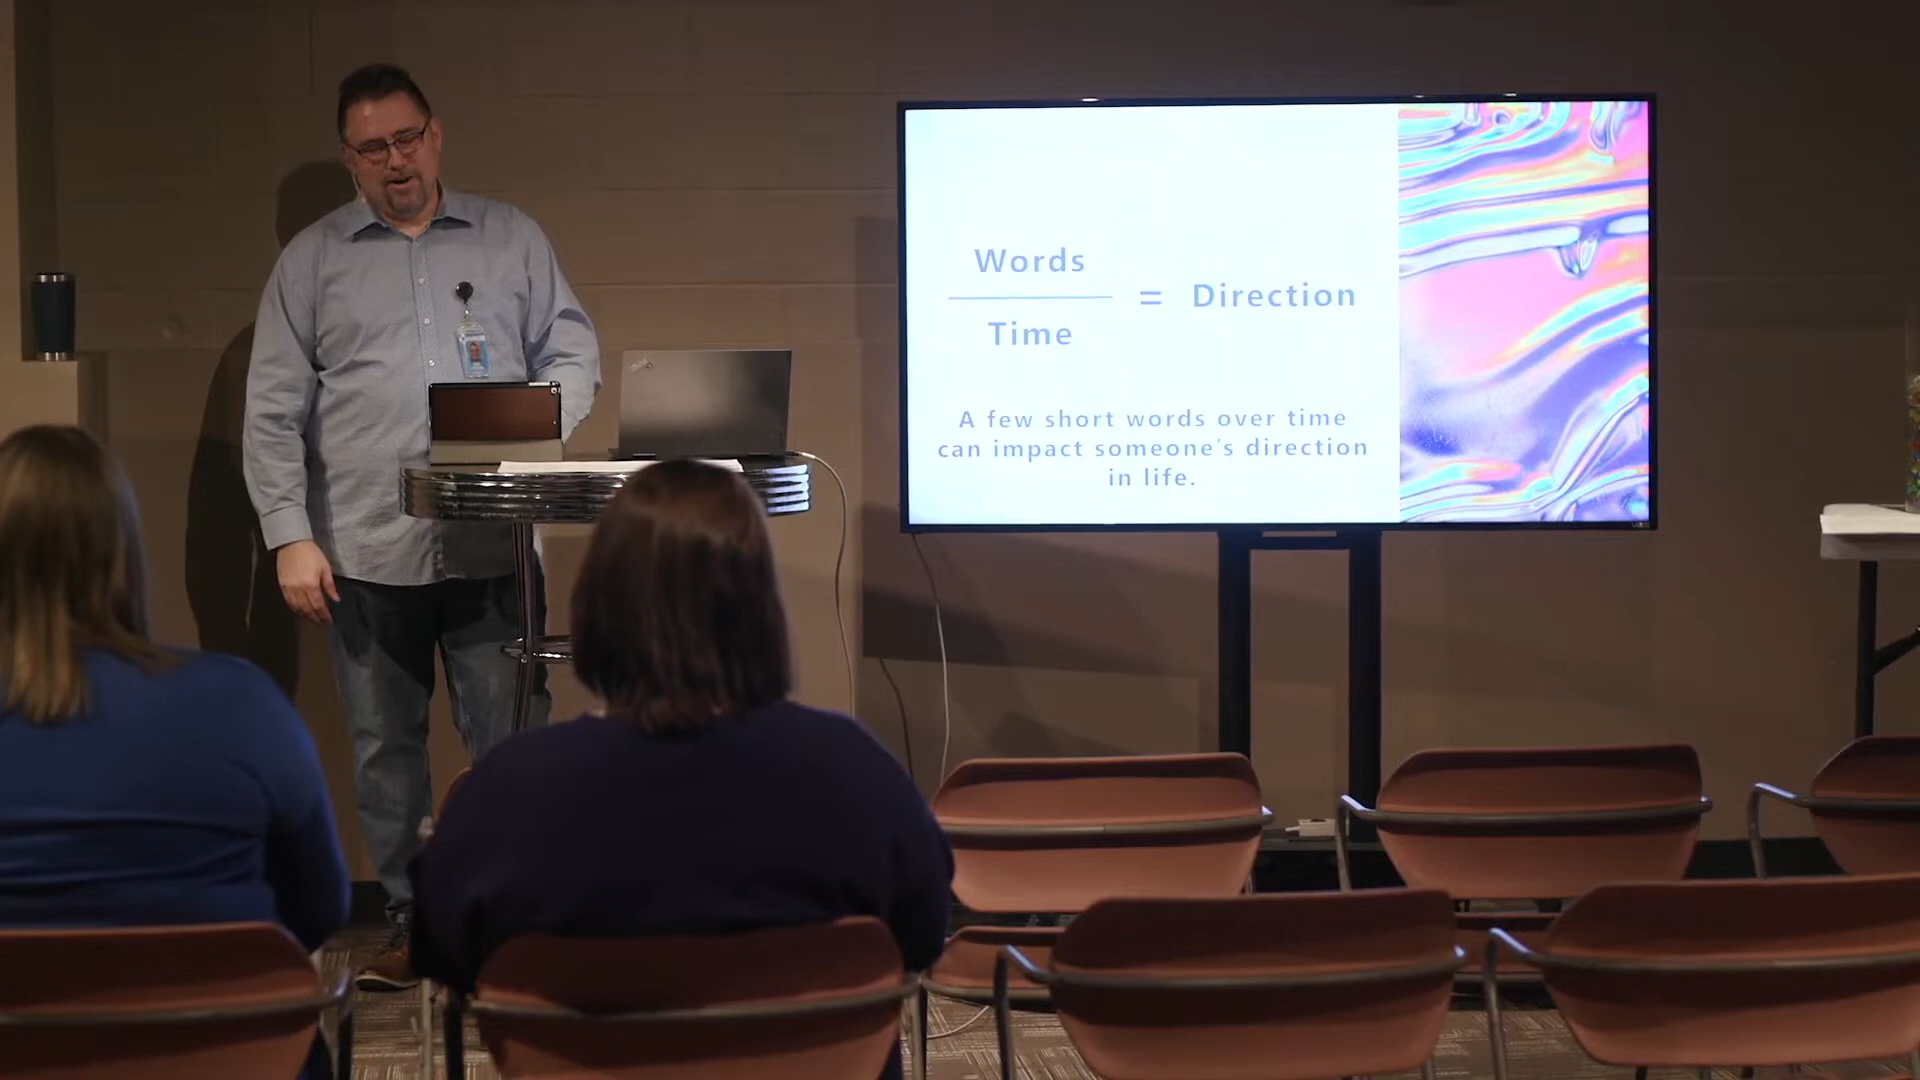 Words
Time
= Direction
A few short words over time
can impact someone's direction
in life.